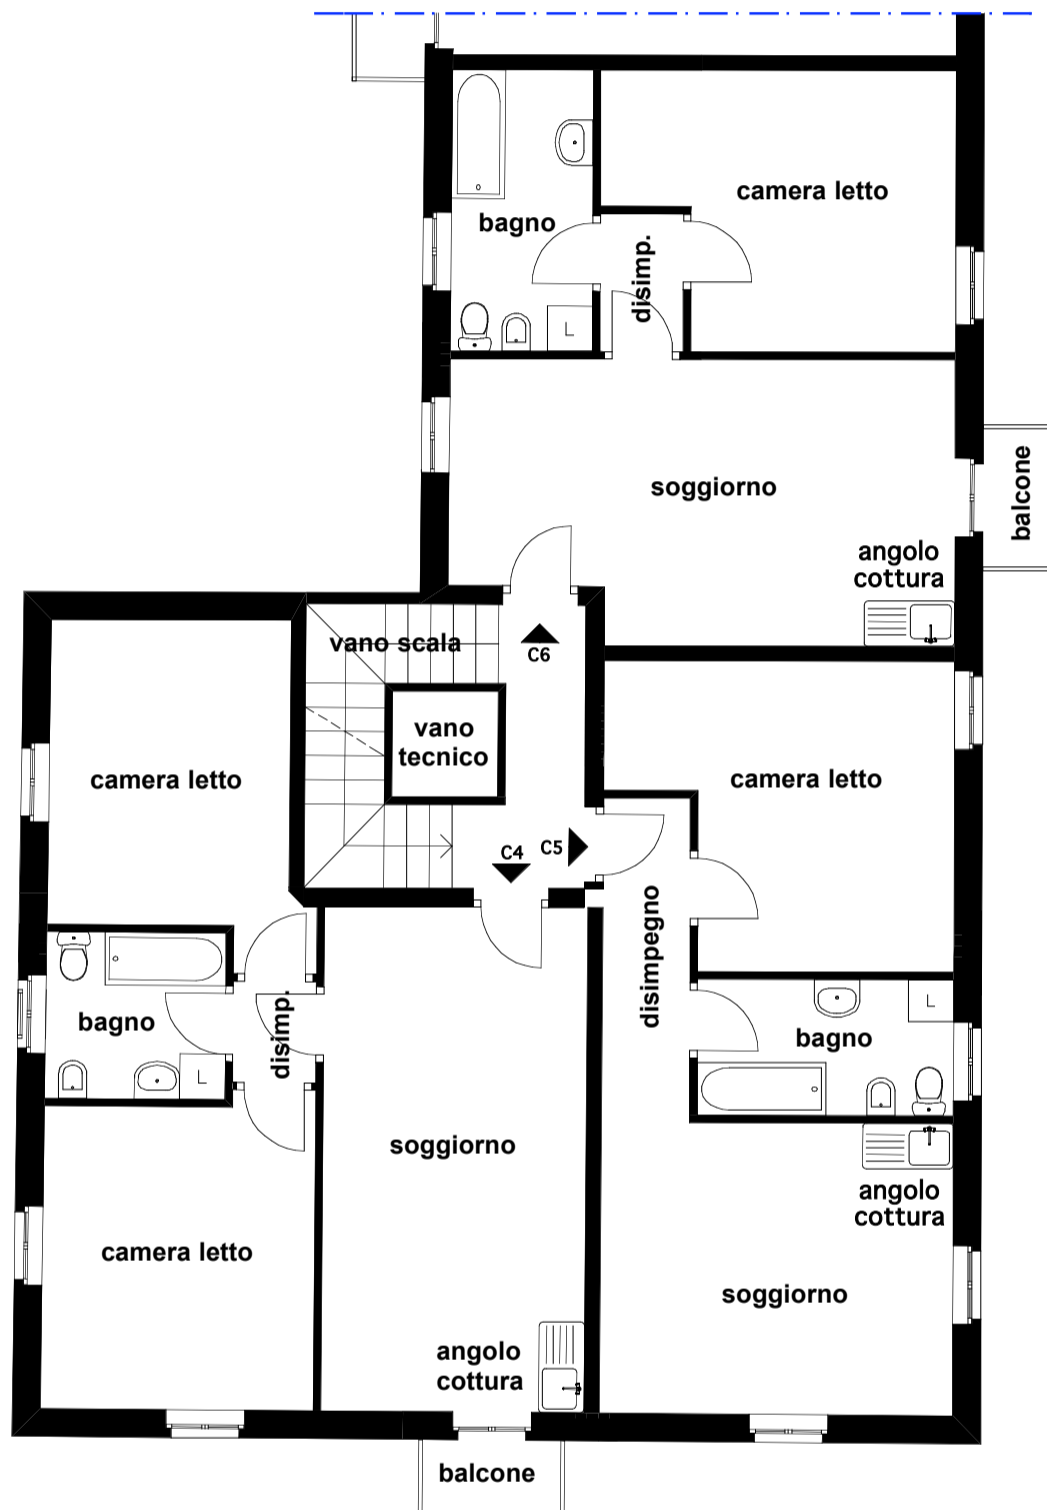 camera letto
bagno
disimp.
L
soggiorno
balcone
angolo
cottura
vano scala
C6
vano
tecnico
camera letto
camera letto
C4
C5
disimpegno
L
bagno
bagno
disimp.
L
soggiorno
angolo
cottura
camera letto
soggiorno
angolo
cottura
balcone